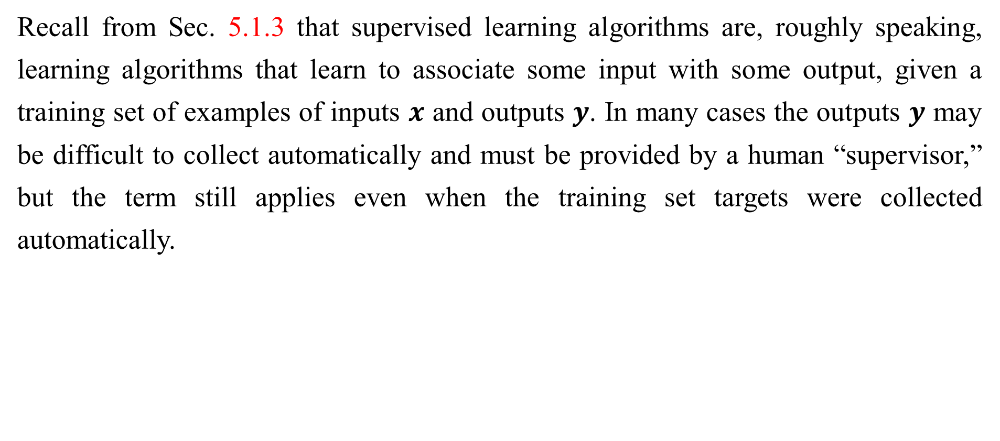 Recall from Sec. 5.1.3 that supervised learning algorithms are, roughly speaking,
learning algorithms that learn to associate some input with some output, given a
training set of examples of inputs x and outputs y. In many cases the outputs y may
be difficult to collect automatically and must be provided by a human “supervisor,”
but the term still applies even when the training set targets were collected
automatically.